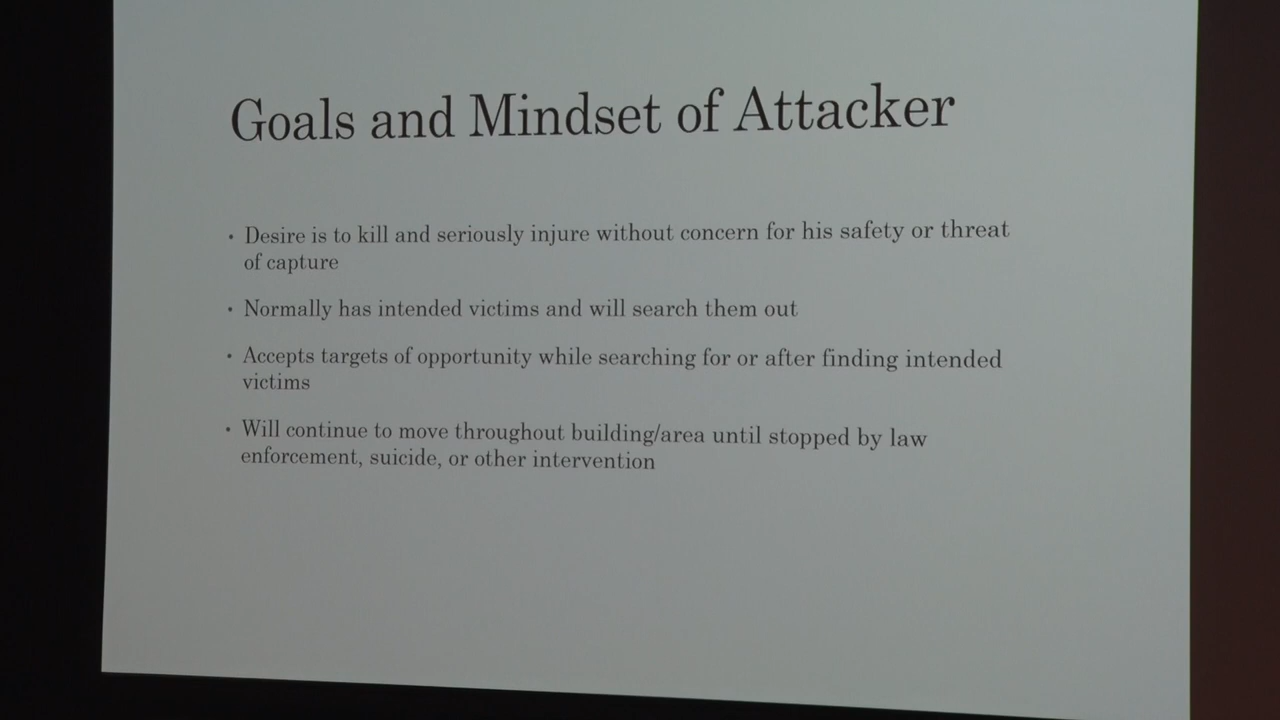 Goals and Mindset of Attacker
• Desire is to kill and seriously injure without concern for his safety or threat
of capture
• Normally has intended victims and will search them out
• Accepts targets of opportunity while searching for or after finding intended
victims
• Will continue to move throughout building/area until stopped by law
enforcement, suicide, or other intervention